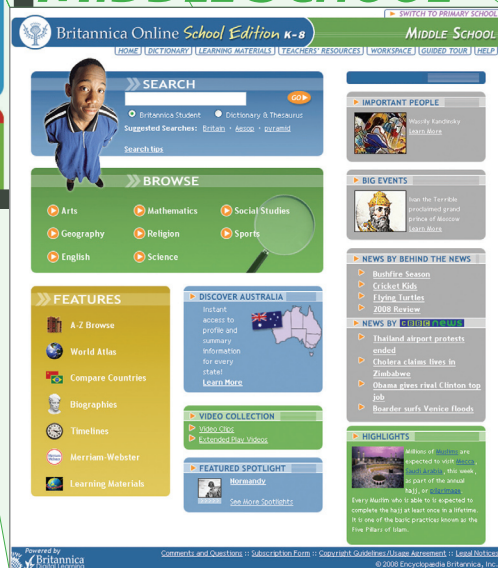 MIDDLE SCHOOL
SWITCH TO PRIMARY SCHOOL
Britannica Online School Edition K-8
MIDDLE SCHOOL
HOME | DICTIONARY | LEARNING MATERIALS | TEACHERS' RESOURCES | WORKSPACE | GUIDED TOUR | HELP
SEARCH
GO
Britannica Student
Dictionary & Thesaurus
Suggested Searches: Britain · Aesop · pyramid
Search tips
BROWSE
Arts
Mathematics
Social Studies
Geography
Religion
Sports
English
Science
FEATURES
A-Z Browse
World Atlas
Compare Countries
Biographies
Timelines
Merriam-Webster
Learning Materials
DISCOVER AUSTRALIA
Instant
access to
profile and
summary
information
for every
state!
Learn More
VIDEO COLLECTION
Video Clips
Extended Play Videos
FEATURED SPOTLIGHT
Normandy
See More Spotlights
IMPORTANT PEOPLE
Wassily Kandinsky
Learn More
BIG EVENTS
Ivan the Terrible
proclaimed grand
prince of Moscow
Learn More
NEWS BY BEHIND THE NEWS
Bushfire Season
Cricket Kids
Flying Turtles
2008 Review
NEWS BY CBBC news
Thailand airport protests
ended
Cholera claims lives in
Zimbabwe
Obama gives rival Clinton top
job
Boarder surfs Venice floods
HIGHLIGHTS
Millions of Muslims are
expected to visit Mecca,
Saudi Arabia, this week,
as part of the annual
hajj, or pilgrimage.
Every Muslim who is able to is expected to
complete the hajj at least once in a lifetime.
It is one of the basic practices known as the
Five Pillars of Islam.
Powered by
Britannica
Digital Learning
Comments and Questions :: Subscription Form :: Copyright Guidelines/Usage Agreement :: Legal Notices
© 2008 Encyclopædia Britannica, Inc.